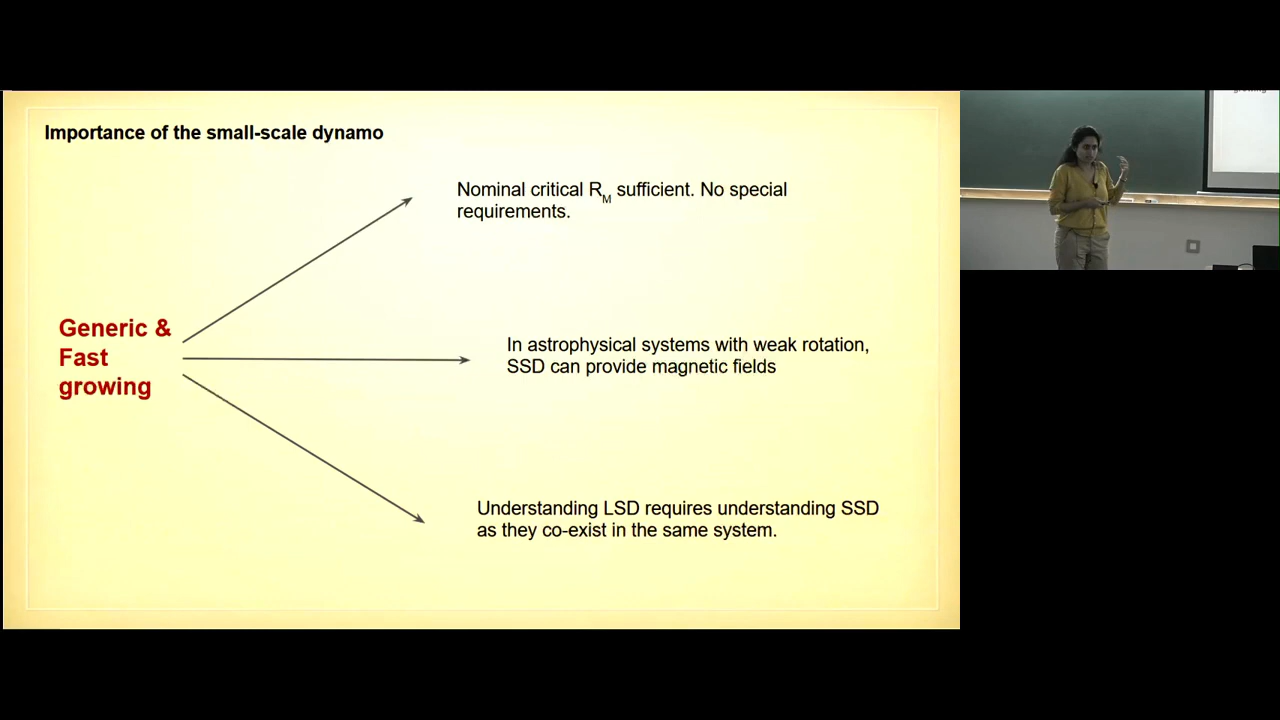 Importance of the small-scale dynamo
Nominal critical RM sufficient. No special
requirements.
Generic &
Fast
growing
In astrophysical systems with weak rotation,
SSD can provide magnetic fields
Understanding LSD requires understanding SSD
as they co-exist in the same system.
growing